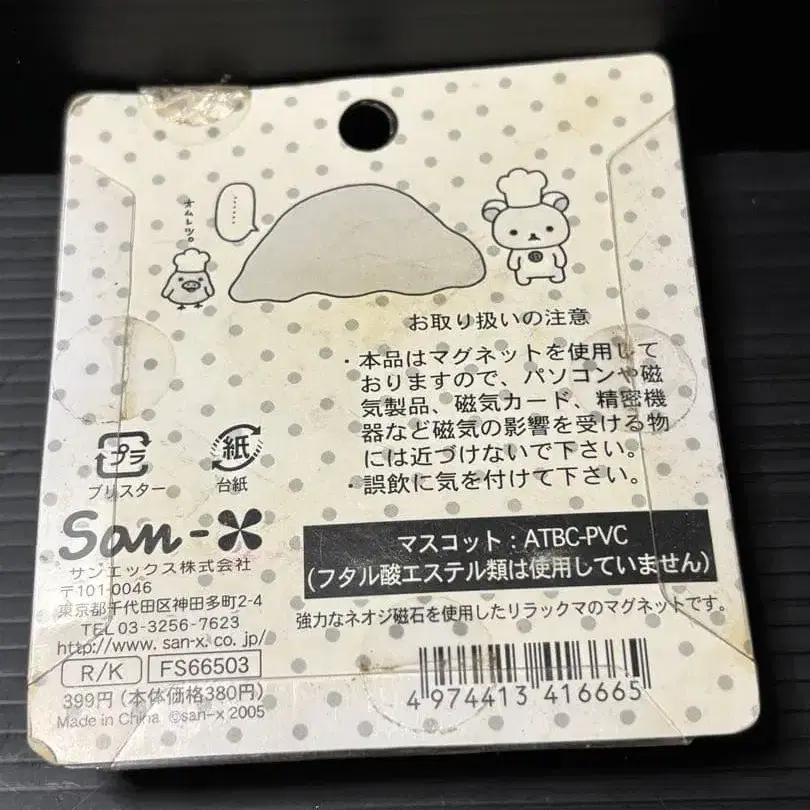 オムレツ。
……
お取り扱いの注意
・本品はマグネットを使用して
おりますので、パソコンや磁
気製品、磁気カード、精密機
器など磁気の影響を受ける物
には近づけないで下さい。
・誤飲に気を付けて下さい。
プラ
紙
ブリスター
台紙
San-X
サンエックス株式会社
〒101-0046
東京都千代田区神田多町2-4
TEL 03-3256-7623
http://www.san-x.co.jp/
R/K FS66503
399円(本体価格380円)
Made in China ©san-x 2005
マスコット:ATBC-PVC
(フタル酸エステル類は使用していません)
強力なネオジ磁石を使用したリラックマのマグネットです。
4 974413 416665